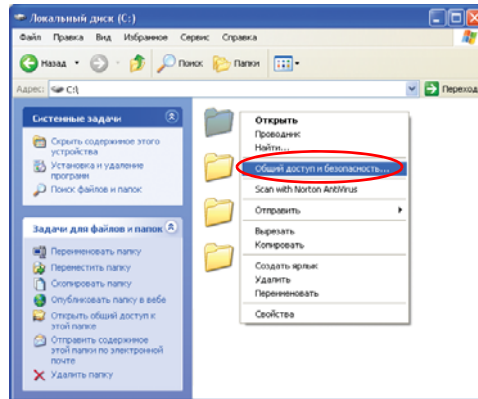 Локальный диск (C:)
Файл Правка Вид Избранное Сервис Справка
Назад Поиск Папки
Адрес: C:\ Переход
Системные задачи
Скрыть содержимое этого
устройства
Установка и удаление
программ
Поиск файлов и папок
Задачи для файлов и папок
Переименовать папку
Переместить папку
Скопировать папку
Опубликовать папку в вебе
Открыть общий доступ к
этой папке
Отправить содержимое
этой папки по электронной
почте
Удалить папку
Открыть
Проводник
Найти...
Общий доступ и безопасность...
Scan with Norton AntiVirus
Отправить
Вырезать
Копировать
Создать ярлык
Удалить
Переименовать
Свойства